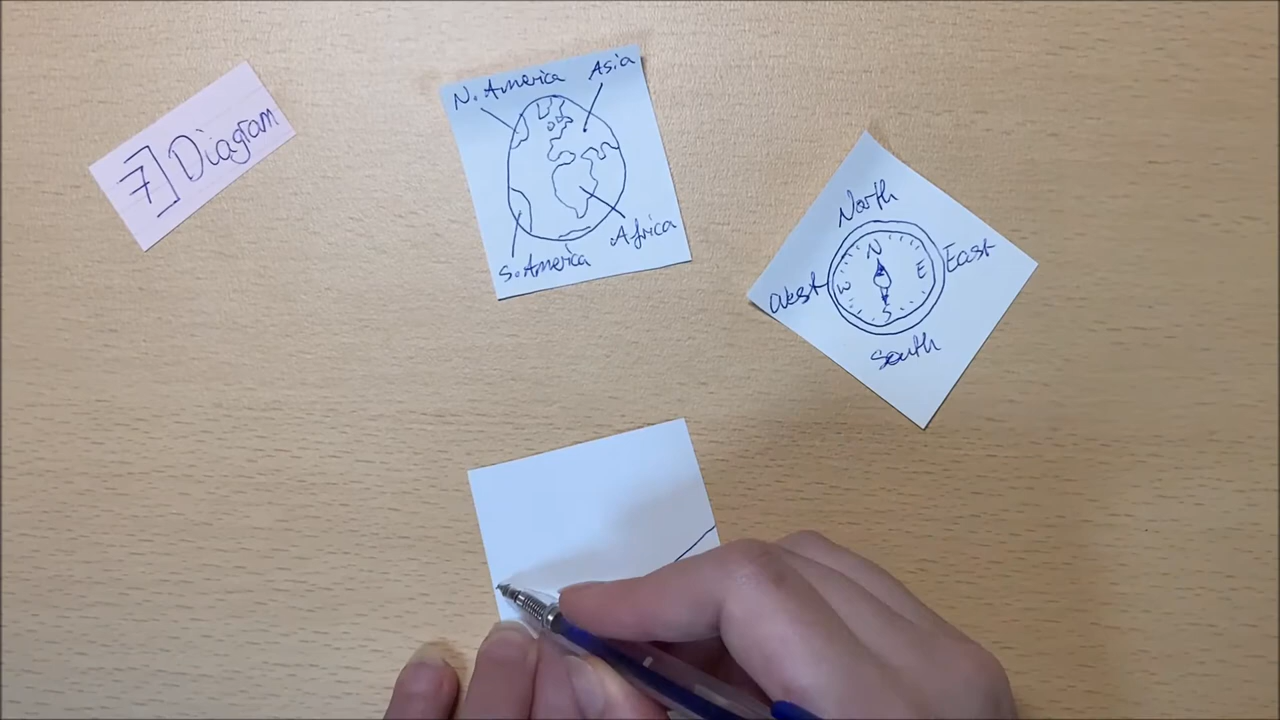 7] Diagram
N. America
Asia
Africa
S. America
North
N
East
E
West
W
S
South